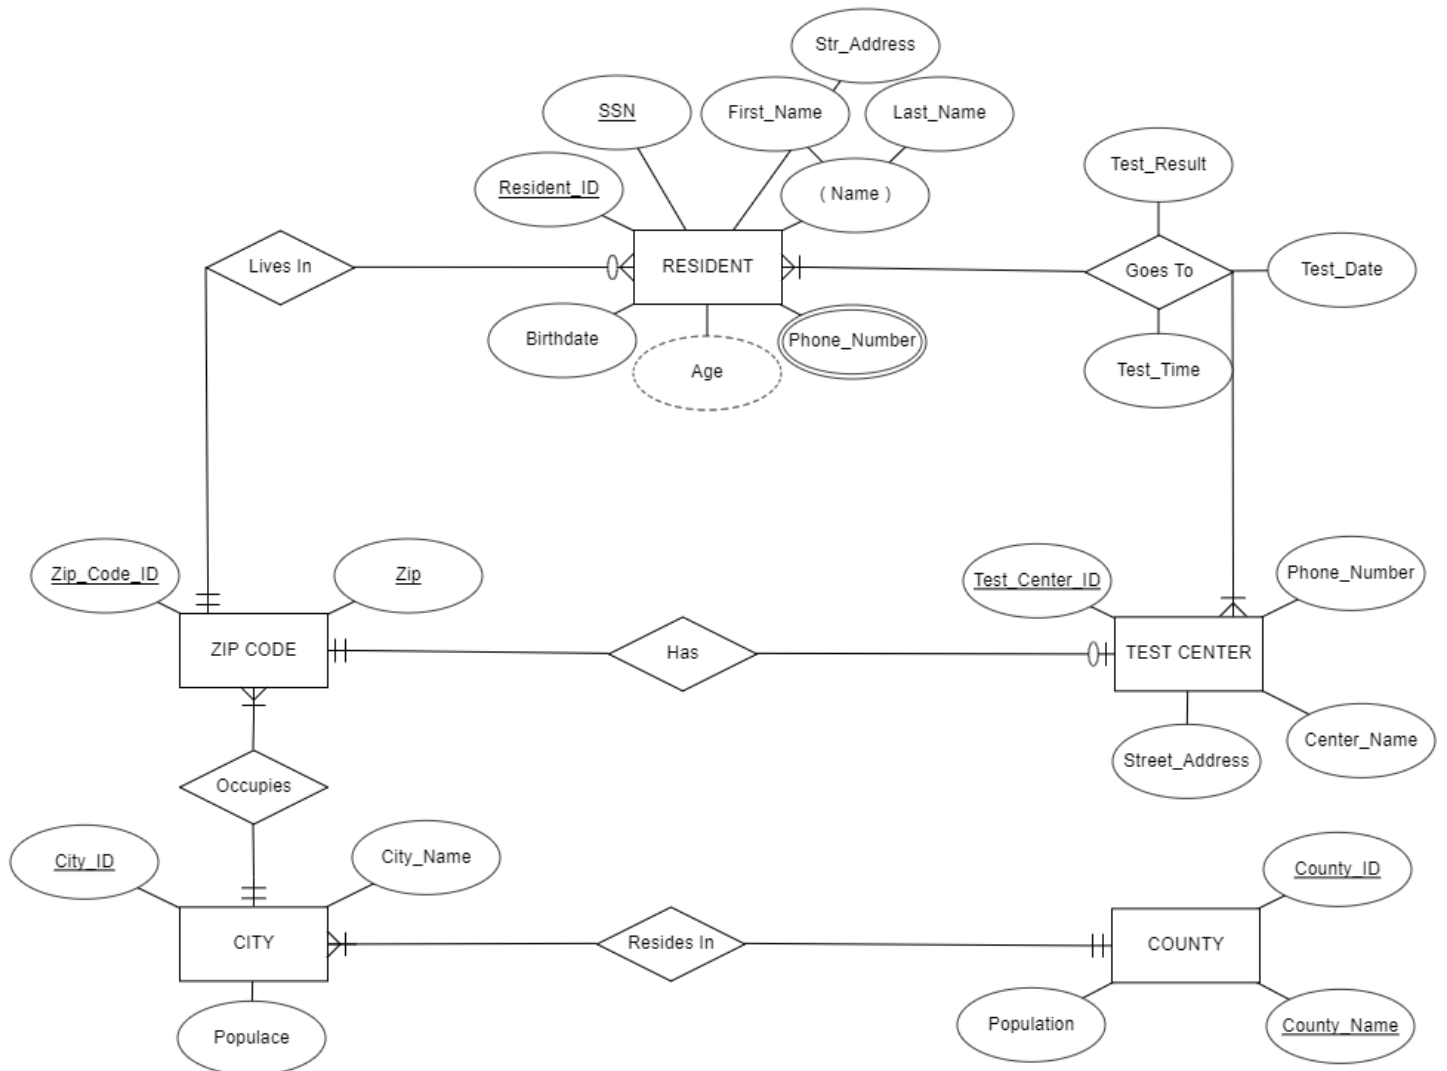 Str_Address
SSN
First_Name
Last_Name
Test_Result
Resident_ID
( Name )
Lives In
RESIDENT
Goes To
Test_Date
Birthdate
Age
Phone_Number
Test_Time
Zip_Code_ID
Zip
Test_Center_ID
Phone_Number
ZIP CODE
Has
TEST CENTER
Street_Address
Center_Name
Occupies
City_ID
City_Name
County_ID
CITY
Resides In
COUNTY
Populace
Population
County_Name